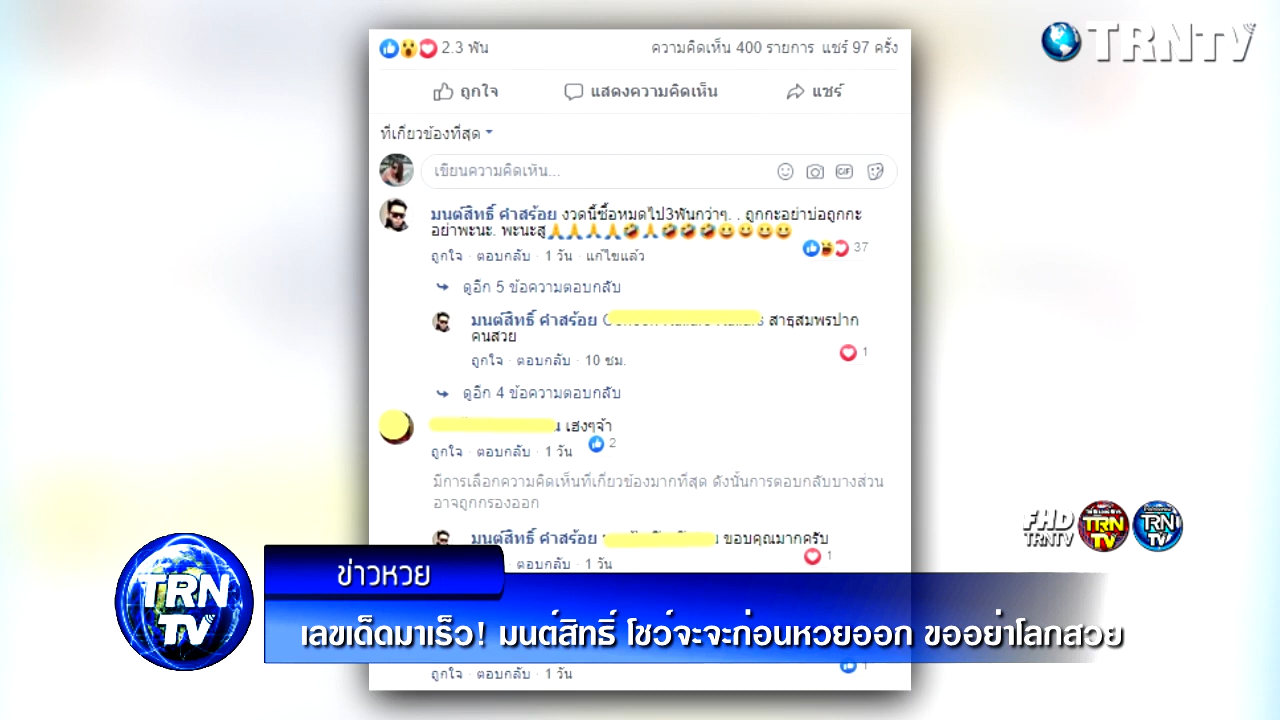 2.3 พัน ความคิดเห็น 400 รายการ แชร์ 97 ครั้ง
TRNTV
ถูกใจ แสดงความคิดเห็น แชร์
ที่เกี่ยวข้องที่สุด
เขียนความคิดเห็น... GIF
มนต์สิทธิ์ คำสร้อย งวดนี้ซื้อหมดไป3พันกว่าๆ. . ถูกกะอย่าบ่อถูกกะ
อย่าพะนะ. พะนะสู🙏🙏🙏🙏🤣🙏🤣🤣🤣😀😀😀😀
ถูกใจ · ตอบกลับ · 1 วัน · แก้ไขแล้ว 37
ดูอีก 5 ข้อความตอบกลับ
มนต์สิทธิ์ คำสร้อย สาธุสมพรปาก
คนสวย
ถูกใจ · ตอบกลับ · 10 ชม. 1
ดูอีก 4 ข้อความตอบกลับ
เฮงๆจ้า
ถูกใจ · ตอบกลับ · 1 วัน 2
มีการเลือกความคิดเห็นที่เกี่ยวข้องมากที่สุด ดังนั้นการตอบกลับบางส่วน
อาจถูกกรองออก
มนต์สิทธิ์ คำสร้อย ขอบคุณมากครับ
ตอบกลับ · 1 วัน 1
FHD
TRNTV
TRN
TV
TRN
TV
TRN
TV
ข่าวหวย
เลขเด็ดมาเร็ว! มนต์สิทธิ์ โชว์จะจะก่อนหวยออก ขออย่าโลกสวย
ถูกใจ · ตอบกลับ · 1 วัน 1